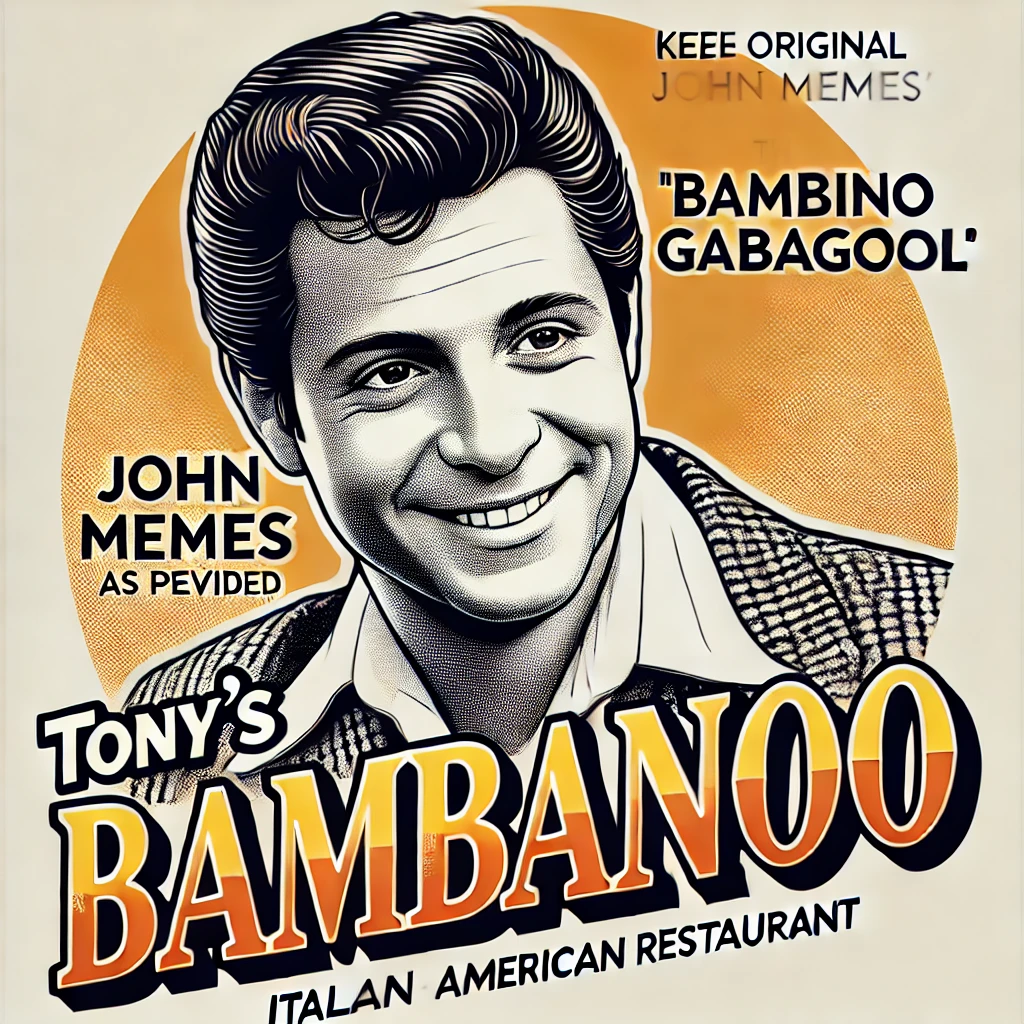 KEEE ORIGINAL
JOHN MEMES'
"BAMBINO
GABAGOOL'
JOHN
MEMES
AS PEVIDED
TONY'S
BAMBANOO
ITALAN AMERICAN RESTAURANT